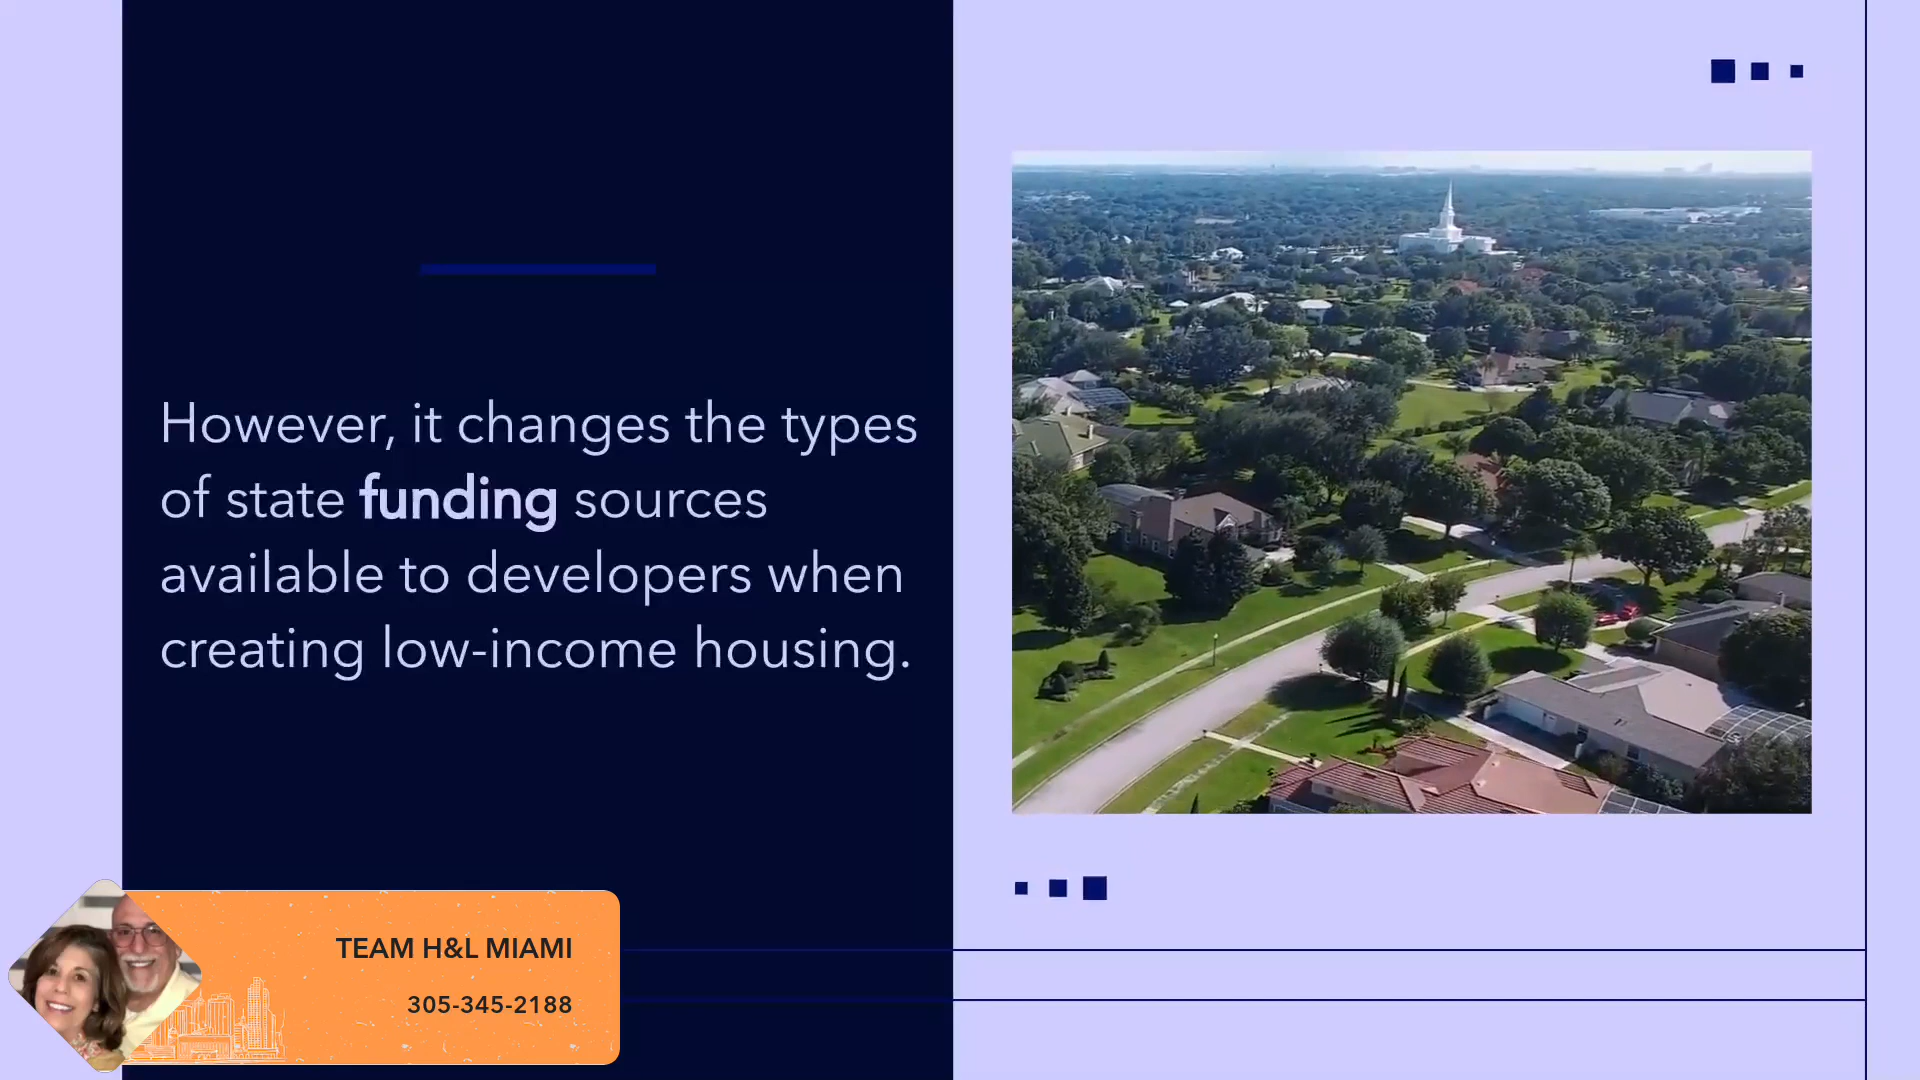 However, it changes the types
of state funding sources
available to developers when
creating low-income housing.
TEAM H&L MIAMI
305-345-2188